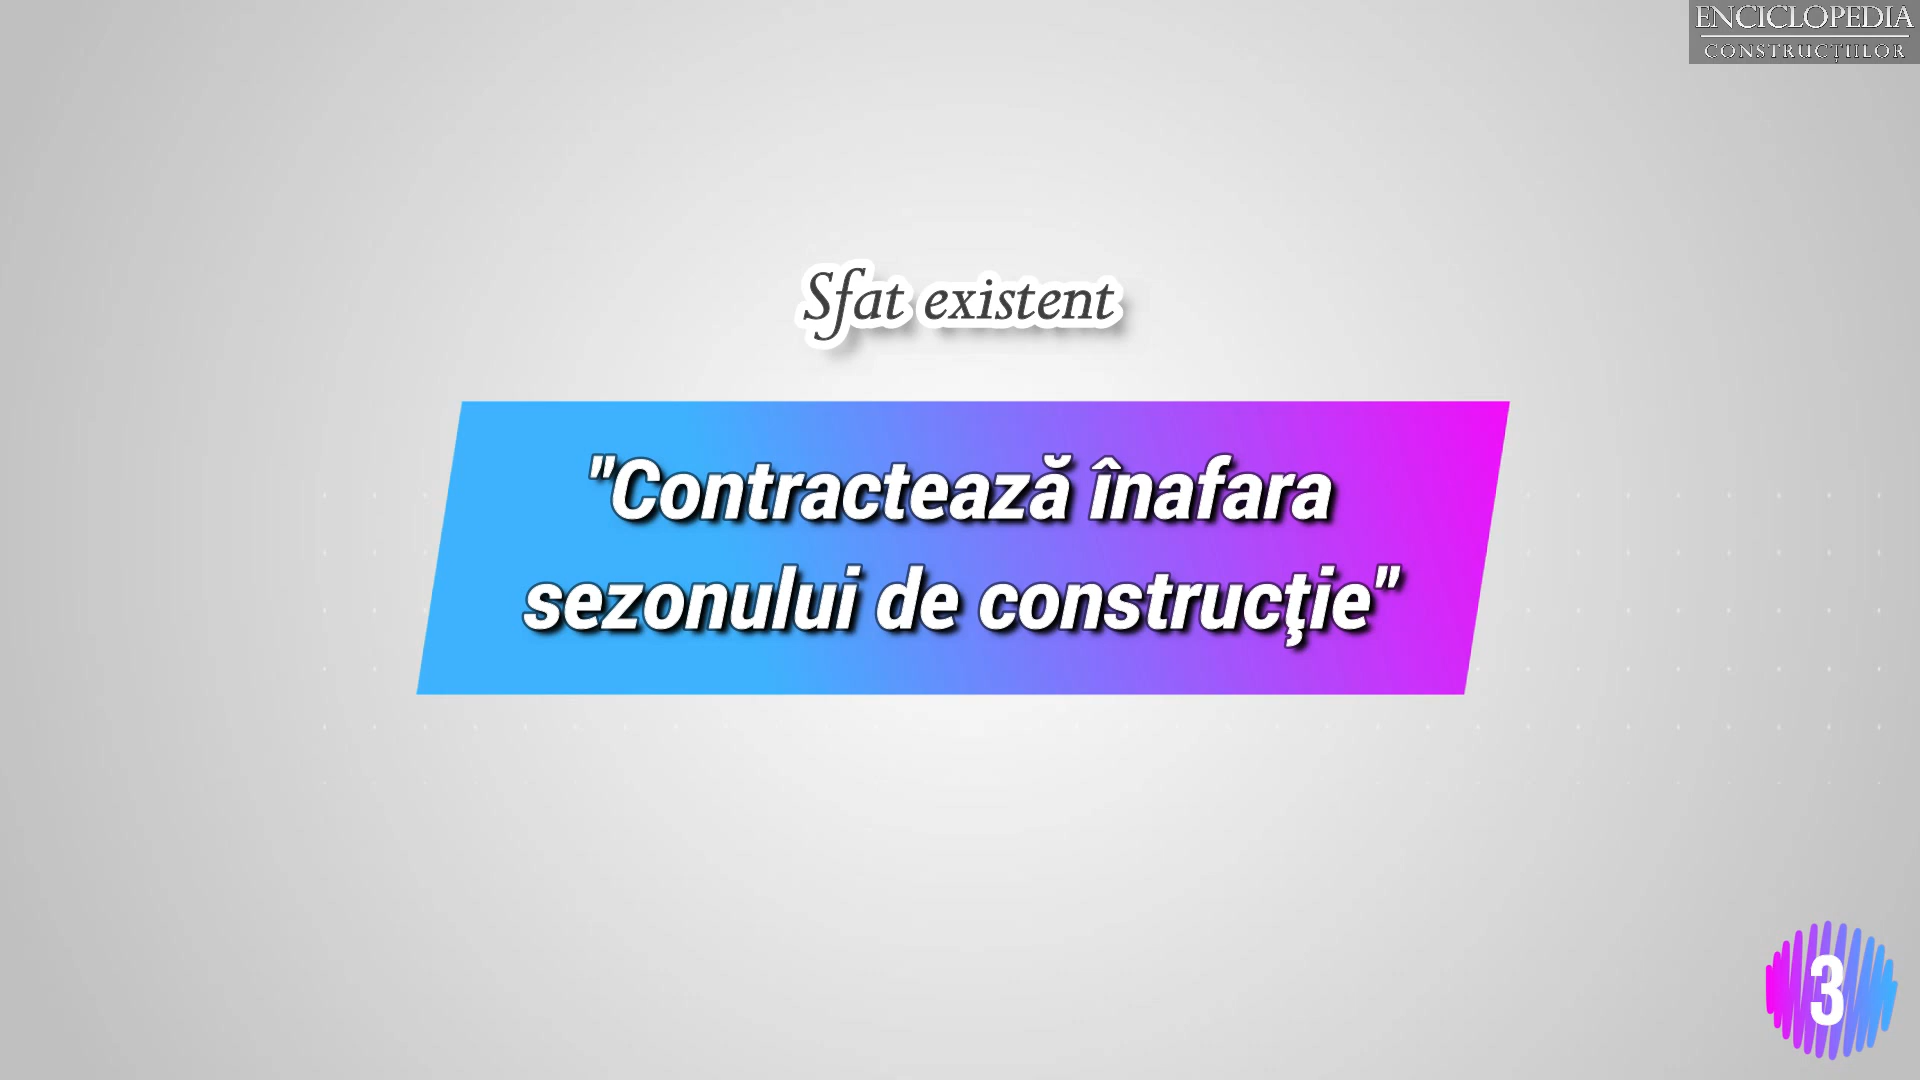 ENCICLOPEDIA
CONSTRUCȚIILOR
Sfat existent
"Contractează înafara
sezonului de construcţie"
3